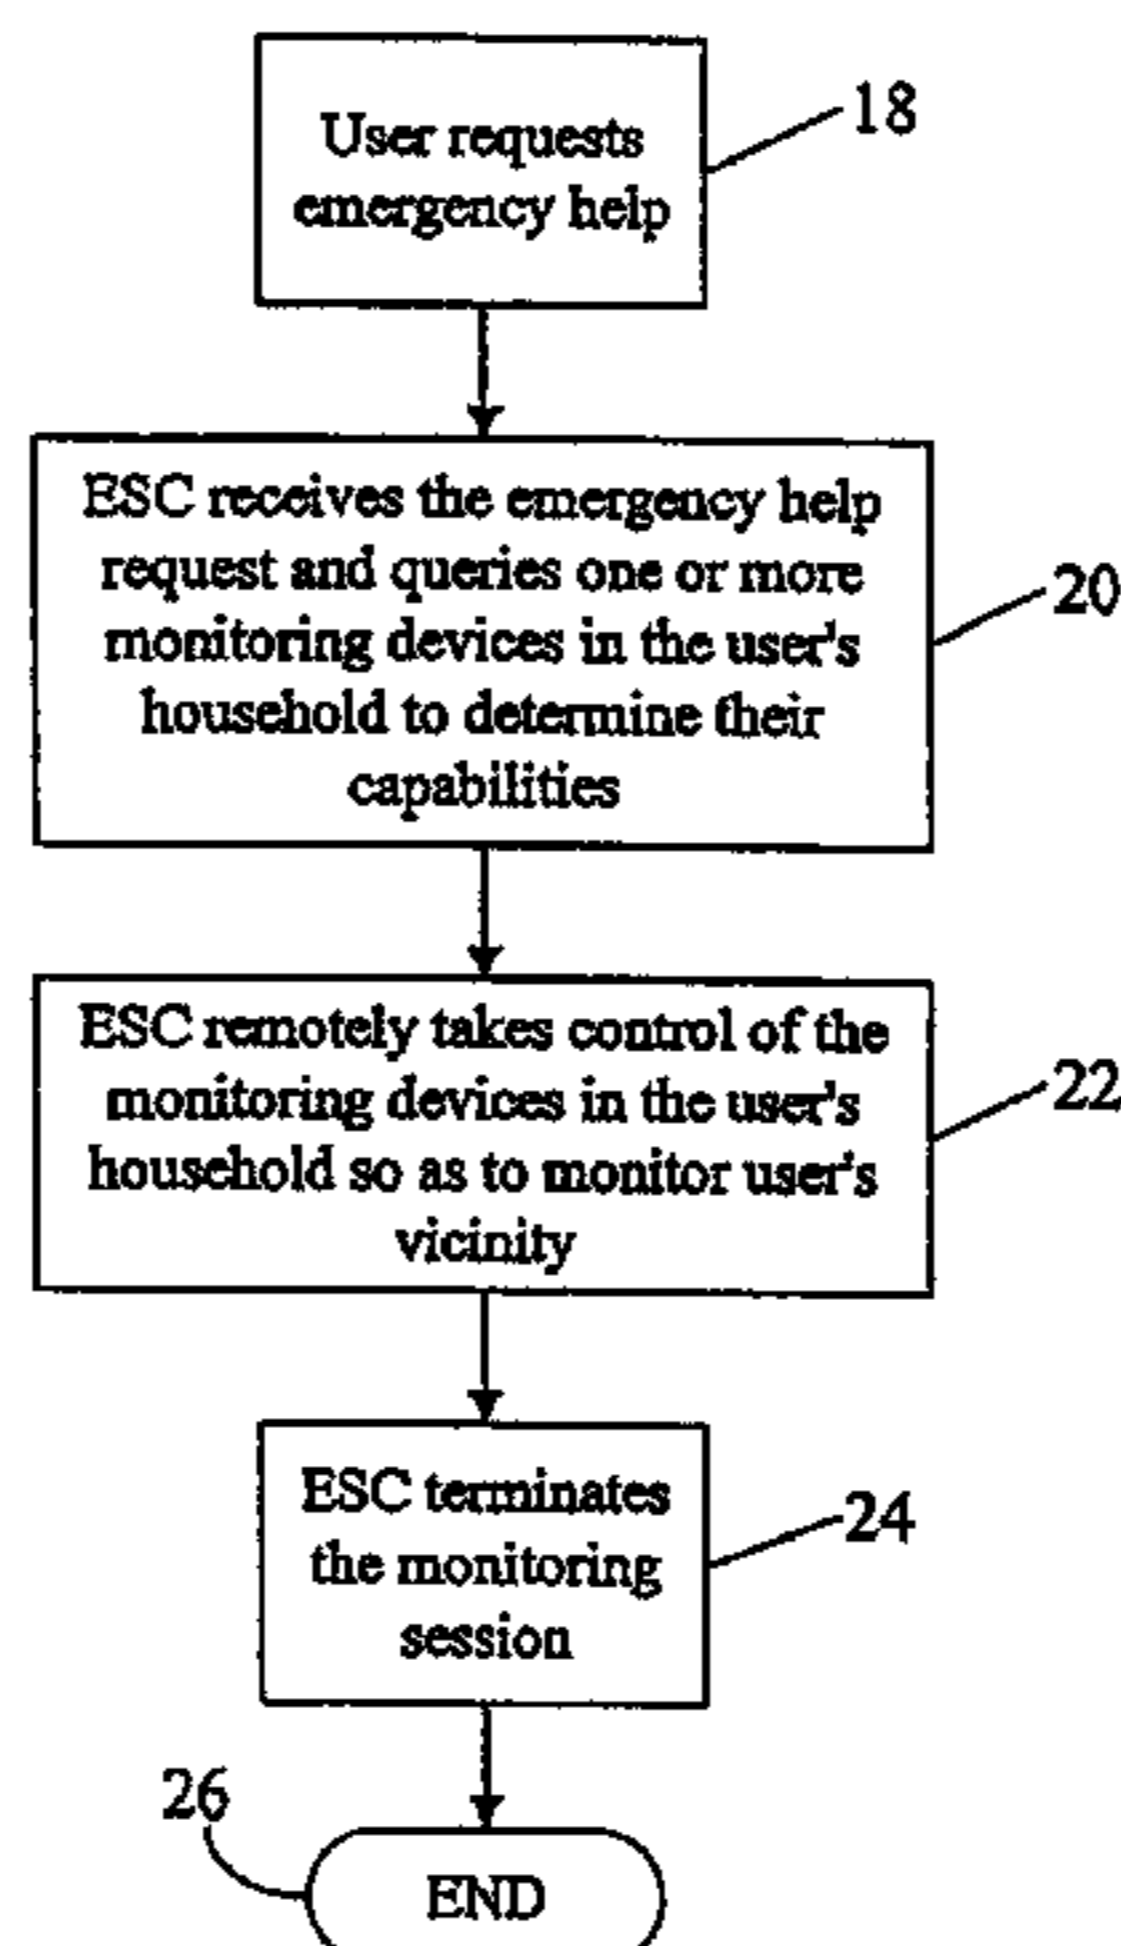 User requests
emergency help
18
ESC receives the emergency help
request and queries one or more
monitoring devices in the user's
household to determine their
capabilities
20
ESC remotely takes control of the
monitoring devices in the user's
household so as to monitor user's
vicinity
22
ESC terminates
the monitoring
session
24
26
END